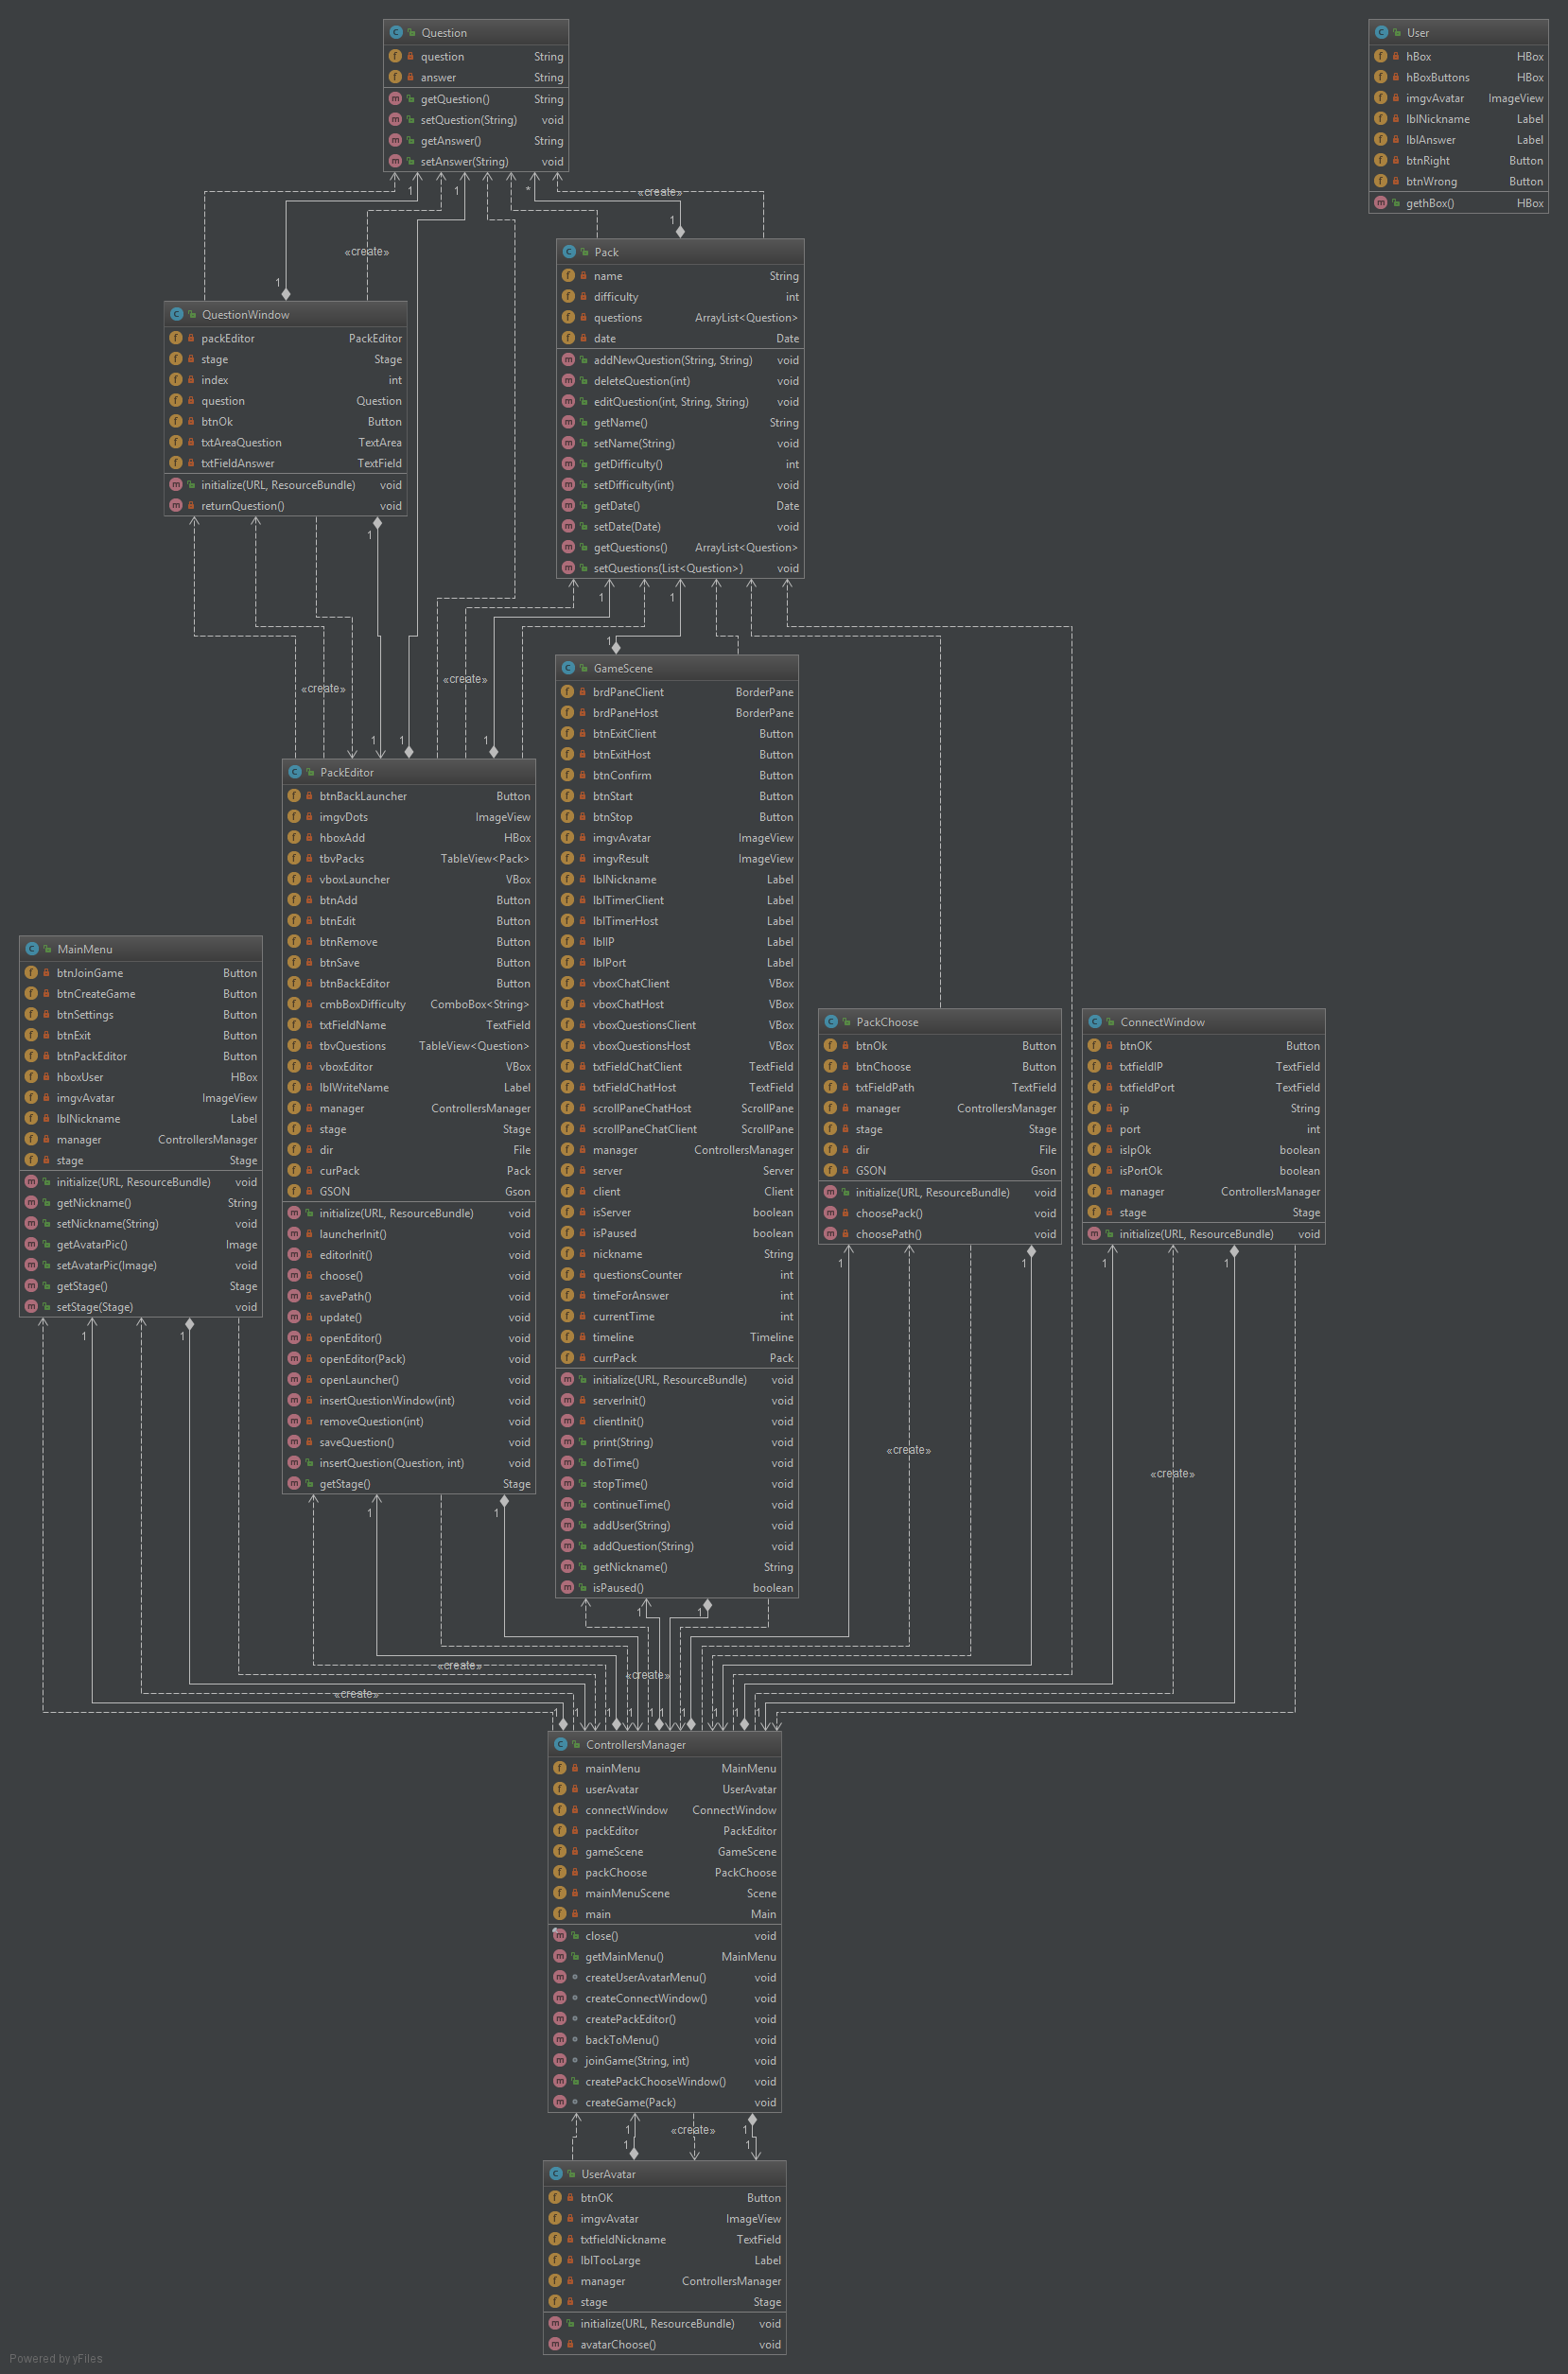 Question
question String
answer String
getQuestion() String
setQuestion(String) void
getAnswer() String
setAnswer(String) void
User
hBox HBox
hBoxButtons HBox
imgvAvatar ImageView
lblNickname Label
lblAnswer Label
btnRight Button
btnWrong Button
gethBox() HBox
1
1
*
«create»
1
«create»
1
Pack
name String
difficulty int
questions ArrayList<Question>
date Date
addNewQuestion(String, String) void
deleteQuestion(int) void
editQuestion(int, String, String) void
getName() String
setName(String) void
getDifficulty() int
setDifficulty(int) void
getDate() Date
setDate(Date) void
getQuestions() ArrayList<Question>
setQuestions(List<Question>) void
QuestionWindow
packEditor PackEditor
stage Stage
index int
question Question
btnOk Button
txtAreaQuestion TextArea
txtFieldAnswer TextField
initialize(URL, ResourceBundle) void
returnQuestion() void
1
1
1
1
«create»
«create»
1
1
1
GameScene
brdPaneClient BorderPane
brdPaneHost BorderPane
btnExitClient Button
btnExitHost Button
btnConfirm Button
btnStart Button
btnStop Button
imgvAvatar ImageView
imgvResult ImageView
lblNickname Label
lblTimerClient Label
lblTimerHost Label
lblIP Label
lblPort Label
vboxChatClient VBox
vboxChatHost VBox
vboxQuestionsClient VBox
vboxQuestionsHost VBox
txtFieldChatClient TextField
txtFieldChatHost TextField
scrollPaneChatHost ScrollPane
scrollPaneChatClient ScrollPane
manager ControllersManager
server Server
client Client
isServer boolean
isPaused boolean
nickname String
questionsCounter int
timeForAnswer int
currentTime int
timeline Timeline
currPack Pack
initialize(URL, ResourceBundle) void
serverInit() void
clientInit() void
print(String) void
doTime() void
stopTime() void
continueTime() void
addUser(String) void
addQuestion(String) void
getNickname() String
isPaused() boolean
PackEditor
btnBackLauncher Button
imgvDots ImageView
hboxAdd HBox
tbvPacks TableView<Pack>
vboxLauncher VBox
btnAdd Button
btnEdit Button
btnRemove Button
btnSave Button
btnBackEditor Button
cmbBoxDifficulty ComboBox<String>
txtFieldName TextField
tbvQuestions TableView<Question>
vboxEditor VBox
lblWriteName Label
manager ControllersManager
stage Stage
dir File
curPack Pack
GSON Gson
initialize(URL, ResourceBundle) void
launcherInit() void
editorInit() void
choose() void
savePath() void
update() void
openEditor() void
openEditor(Pack) void
openLauncher() void
insertQuestionWindow(int) void
removeQuestion(int) void
saveQuestion() void
insertQuestion(Question, int) void
getStage() Stage
MainMenu
btnJoinGame Button
btnCreateGame Button
btnSettings Button
btnExit Button
btnPackEditor Button
hboxUser HBox
imgvAvatar ImageView
lblNickname Label
manager ControllersManager
stage Stage
initialize(URL, ResourceBundle) void
getNickname() String
setNickname(String) void
getAvatarPic() Image
setAvatarPic(Image) void
getStage() Stage
setStage(Stage) void
PackChoose
btnOk Button
btnChoose Button
txtFieldPath TextField
manager ControllersManager
stage Stage
dir File
GSON Gson
initialize(URL, ResourceBundle) void
choosePack() void
choosePath() void
ConnectWindow
btnOK Button
txtfieldIP TextField
txtfieldPort TextField
ip String
port int
isIpOk boolean
isPortOk boolean
manager ControllersManager
stage Stage
initialize(URL, ResourceBundle) void
1
1
1
1
1
1
«create»
«create»
1
1
1
1
«create»
«create»
«create»
1
1
1
1
1
1
1
1
1
1
ControllersManager
mainMenu MainMenu
userAvatar UserAvatar
connectWindow ConnectWindow
packEditor PackEditor
gameScene GameScene
packChoose PackChoose
mainMenuScene Scene
main Main
close() void
getMainMenu() MainMenu
createUserAvatarMenu() void
createConnectWindow() void
createPackEditor() void
backToMenu() void
joinGame(String, int) void
createPackChooseWindow() void
createGame(Pack) void
1
«create»
1
1
1
UserAvatar
btnOK Button
imgvAvatar ImageView
txtfieldNickname TextField
lblTooLarge Label
manager ControllersManager
stage Stage
initialize(URL, ResourceBundle) void
avatarChoose() void
Powered by yFiles